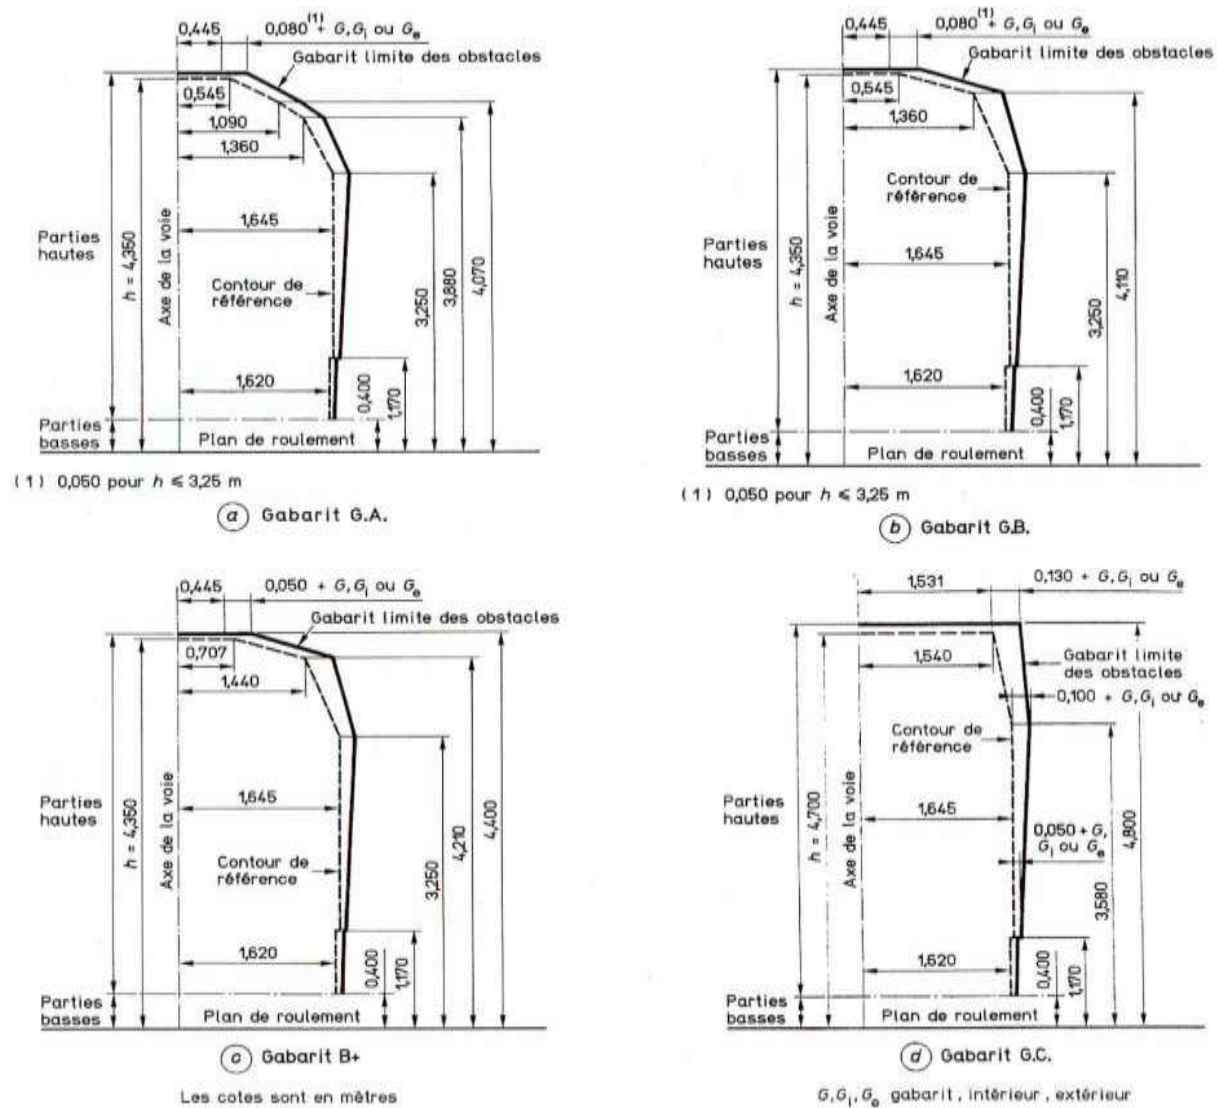 0,445
0,080⁽¹⁾ + G, Gᵢ ou Gₑ
Gabarit limite des obstacles
0,545
1,090
1,360
Parties
hautes
h = 4,350
Axe de la voie
1,645
Contour de
référence
3,250
3,880
4,070
1,620
0,400
1,170
Parties
basses
Plan de roulement
(1) 0,050 pour h ⩽ 3,25 m
a Gabarit G.A.
0,445
0,080⁽¹⁾ + G, Gᵢ ou Gₑ
Gabarit limite des obstacles
0,545
1,360
Contour de
référence
Parties
hautes
h = 4,350
Axe de la voie
1,645
3,250
4,110
1,620
0,400
1,170
Parties
basses
Plan de roulement
(1) 0,050 pour h ⩽ 3,25 m
b Gabarit G.B.
0,445
0,050 + G, Gᵢ ou Gₑ
Gabarit limite des obstacles
0,707
1,440
Parties
hautes
h = 4,350
Axe de la voie
1,645
Contour de
référence
3,250
4,210
4,400
1,620
0,400
1,170
Parties
basses
Plan de roulement
c Gabarit B+
Les cotes sont en mètres
1,531
0,130 + G, Gᵢ ou Gₑ
1,540
Gabarit limite
des obstacles
0,100 + G, Gᵢ ou Gₑ
Contour de
référence
Parties
hautes
h = 4,700
Axe de la voie
1,645
0,050 + G,
Gᵢ ou Gₑ
3,580
4,800
1,620
0,400
1,170
Parties
basses
Plan de roulement
d Gabarit G.C.
G, Gᵢ, Gₑ gabarit, intérieur, extérieur